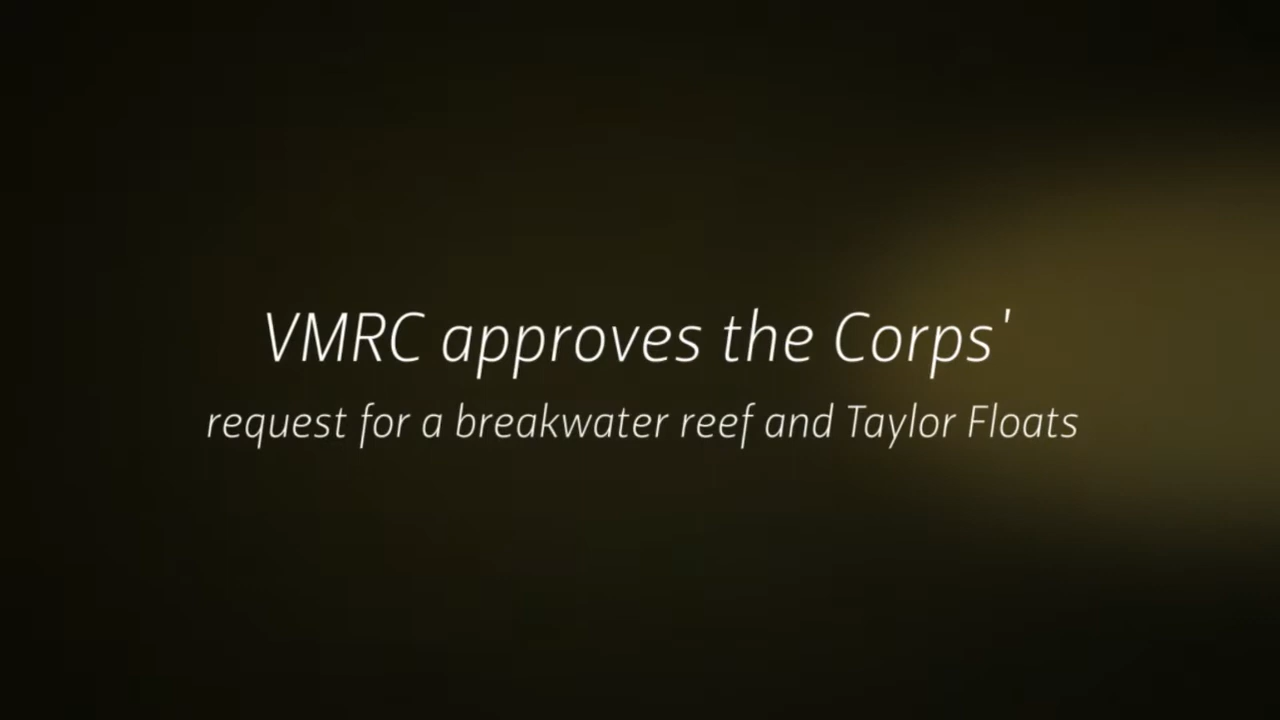 VMRC approves the Corps'
request for a breakwater reef and Taylor Floats